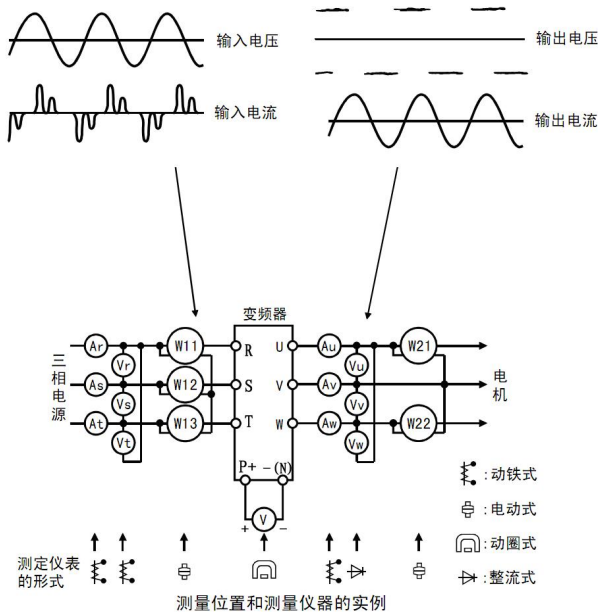 输入电压
输出电压
输入电流
输出电流
变频器
三相电源
Ar
Vr
W11
R
U
Au
Vu
W21
As
Vs
W12
S
V
Av
Vv
电机
At
Vt
W13
T
W
Aw
Vw
W22
P+ -(N)
+ V -
:动铁式
:电动式
:动圈式
:整流式
测定仪表
的形式
测量位置和测量仪器的实例